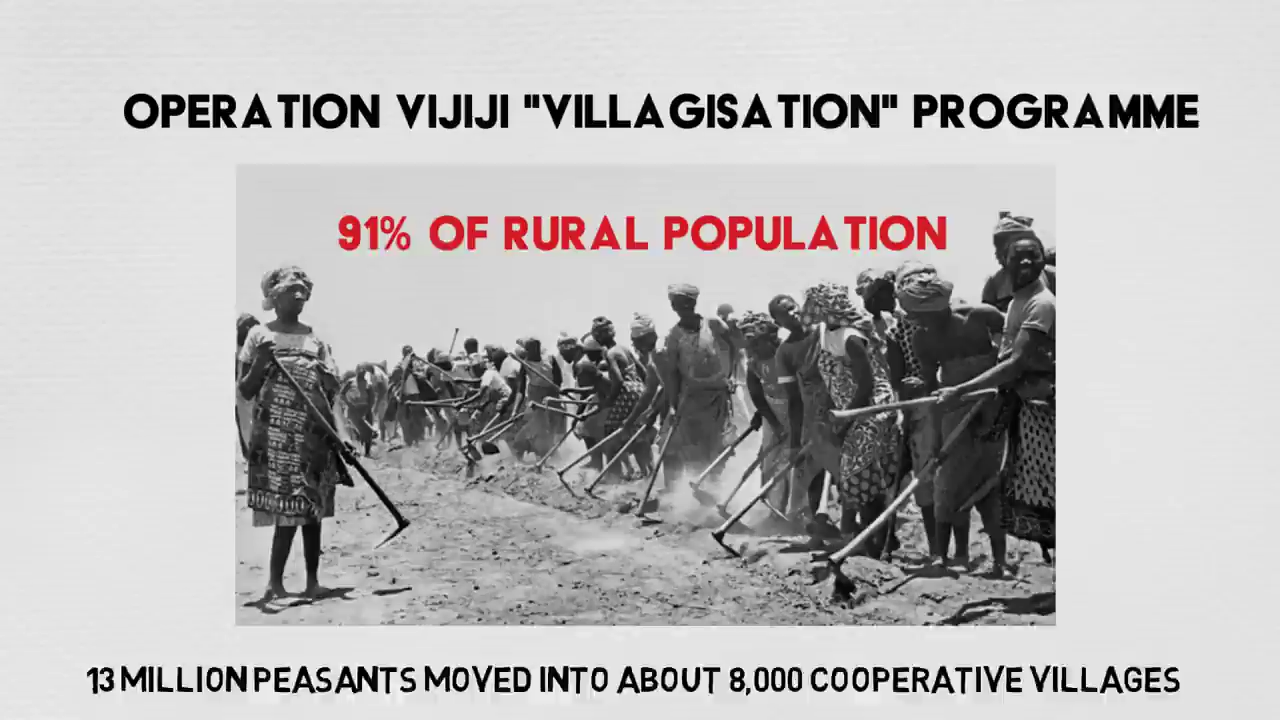 OPERATION VIJIJI "VILLAGISATION" PROGRAMME
91% OF RURAL POPULATION
13 MILLION PEASANTS MOVED INTO ABOUT 8,000 COOPERATIVE VILLAGES